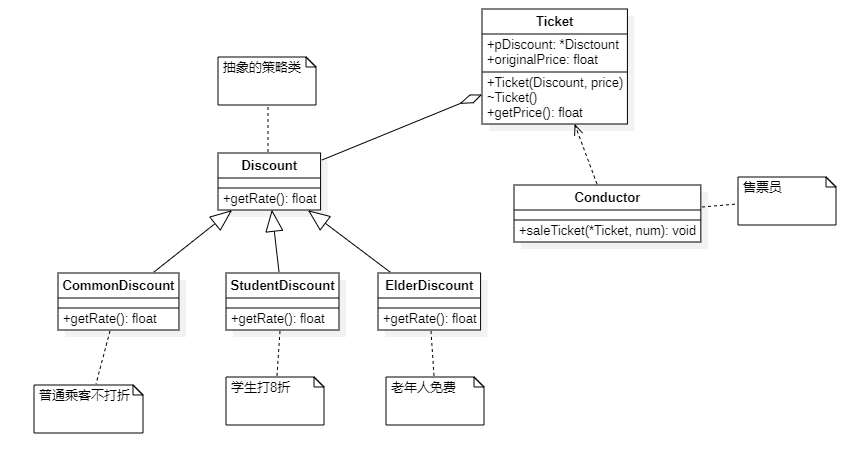 Ticket
+pDiscount: *Disctount
+originalPrice: float
+Ticket(Discount, price)
~Ticket()
+getPrice(): float
抽象的策略类
Discount
+getRate(): float
Conductor
+saleTicket(*Ticket, num): void
售票员
CommonDiscount
+getRate(): float
StudentDiscount
+getRate(): float
ElderDiscount
+getRate(): float
普通乘客不打折
学生打8折
老年人免费